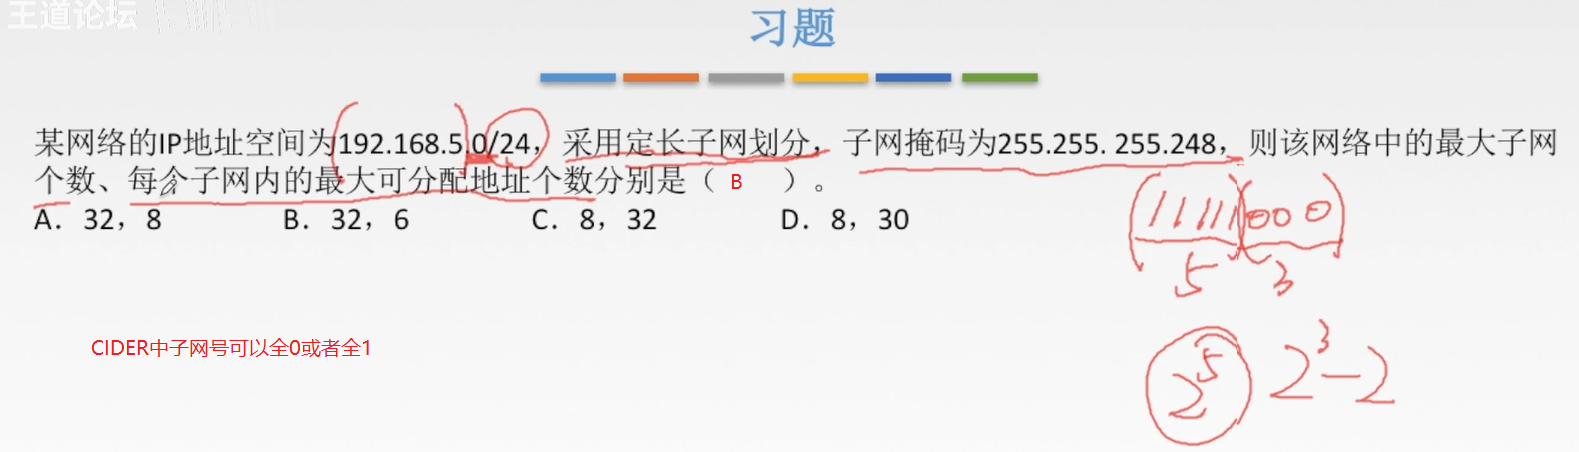 王道论坛
习题
某网络的IP地址空间为192.168.5.0/24，采用定长子网划分，子网掩码为255.255. 255.248，则该网络中的最大子网
个数、每个子网内的最大可分配地址个数分别是（ B ）。
A．32，8 B．32，6 C．8，32 D．8，30
11111 000
5 3
CIDER中子网号可以全0或者全1
2^5 2^3-2